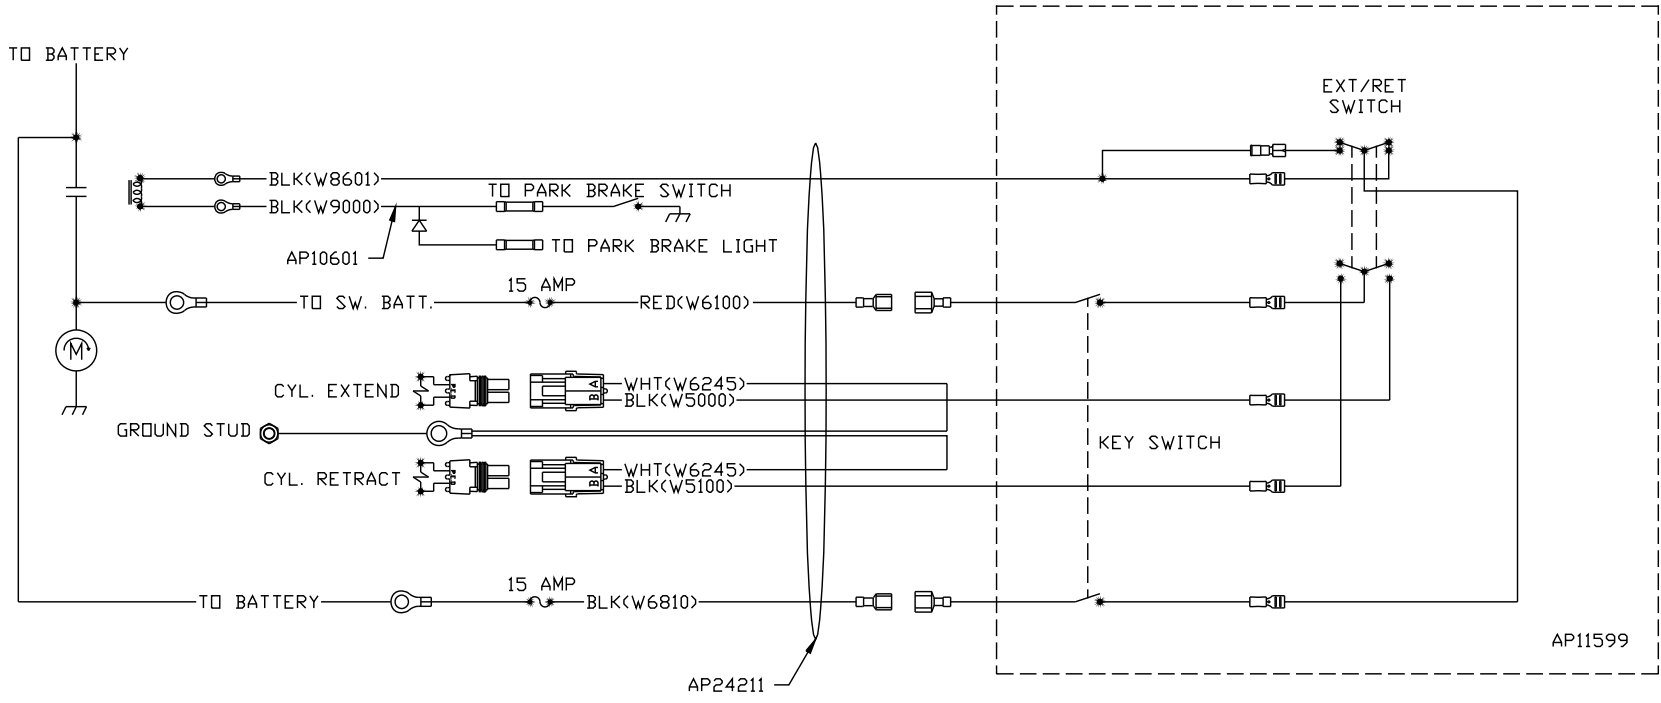 TO BATTERY
EXT/RET
SWITCH
BLK(W8601)
TO PARK BRAKE SWITCH
BLK(W9000)
TO PARK BRAKE LIGHT
AP10601
15 AMP
TO SW. BATT.
RED(W6100)
M
CYL. EXTEND
A
WHT(W6245)
B
BLK(W5000)
GROUND STUD
KEY SWITCH
CYL. RETRACT
A
WHT(W6245)
B
BLK(W5100)
15 AMP
TO BATTERY
BLK(W6810)
AP11599
AP24211